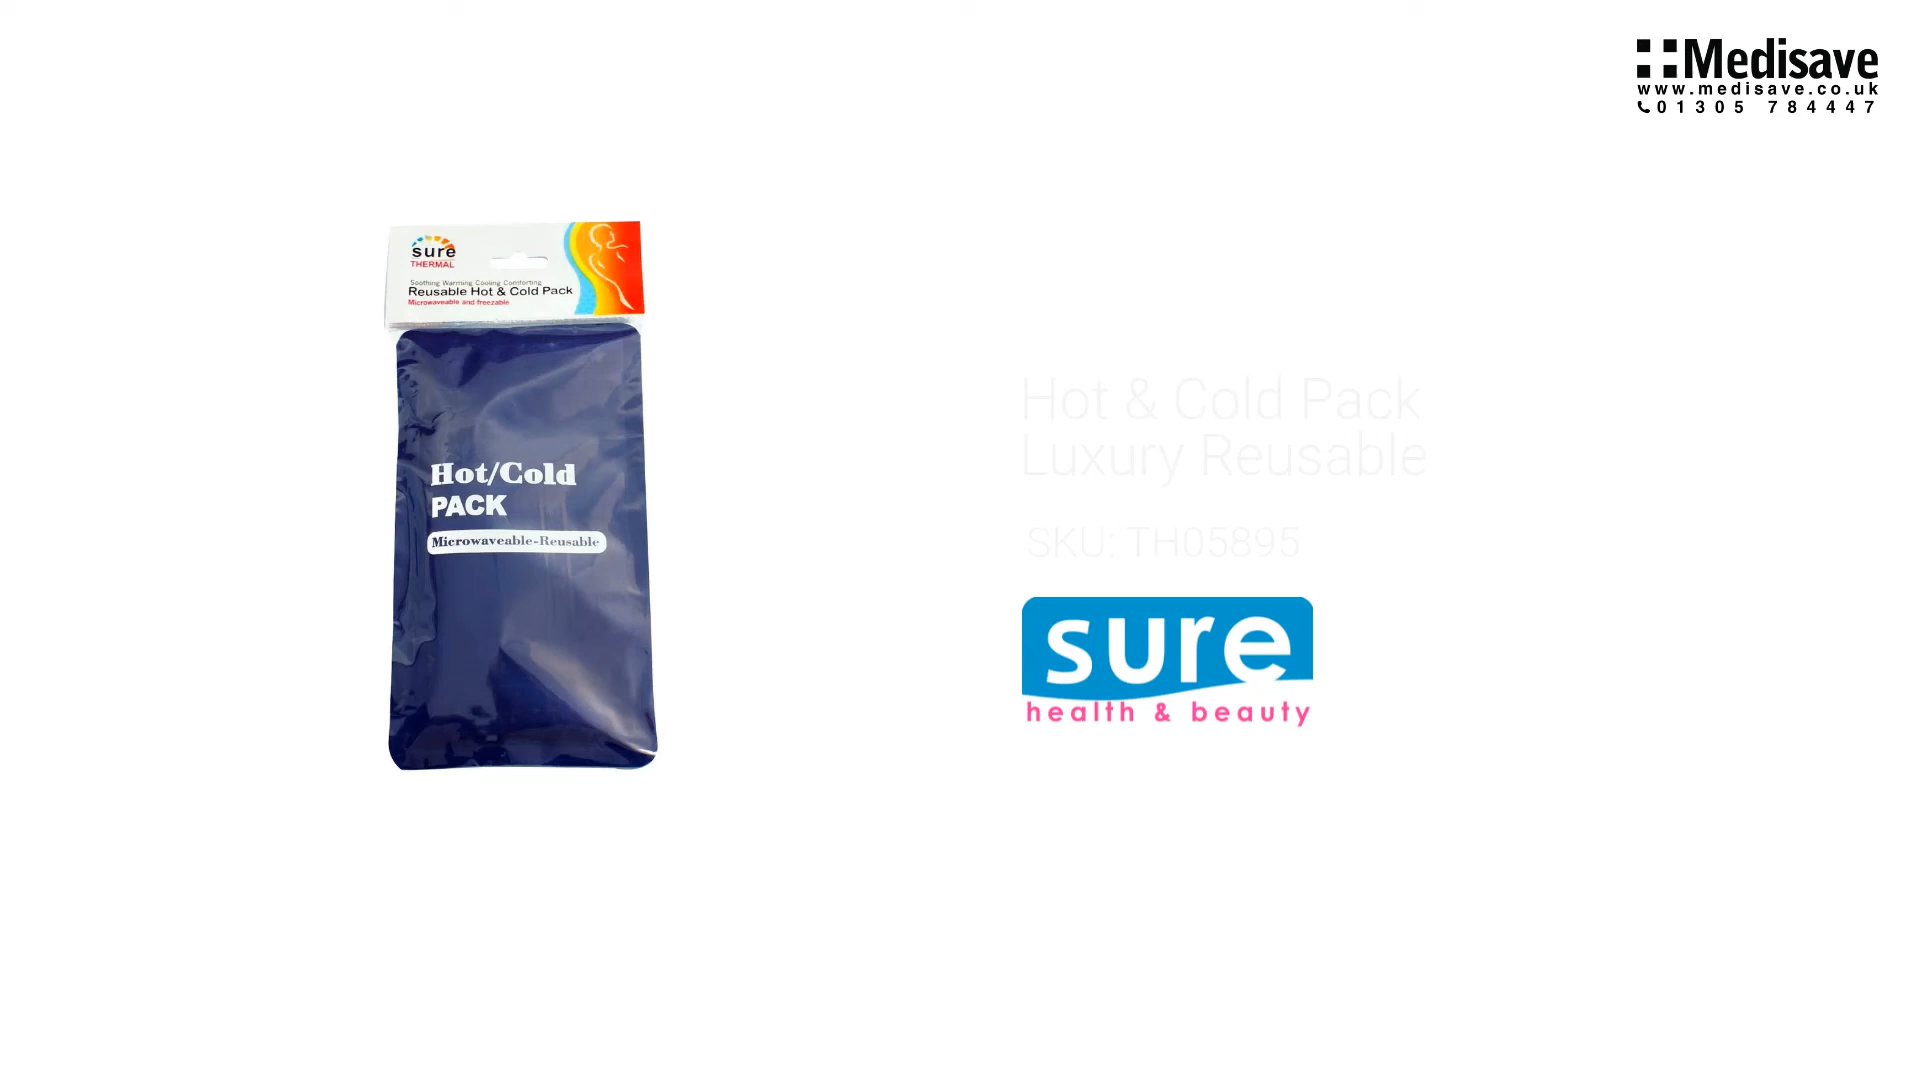 Medisave
www.medisave.co.uk
01305 784447
sure
THERMAL
Soothing Warming Cooling Comforting
Reusable Hot & Cold Pack
Microwaveable and freezable
Hot/Cold
PACK
Microwaveable-Reusable
Hot & Cold Pack
Luxury Reusable
SKU: TH05895
sure
health & beauty